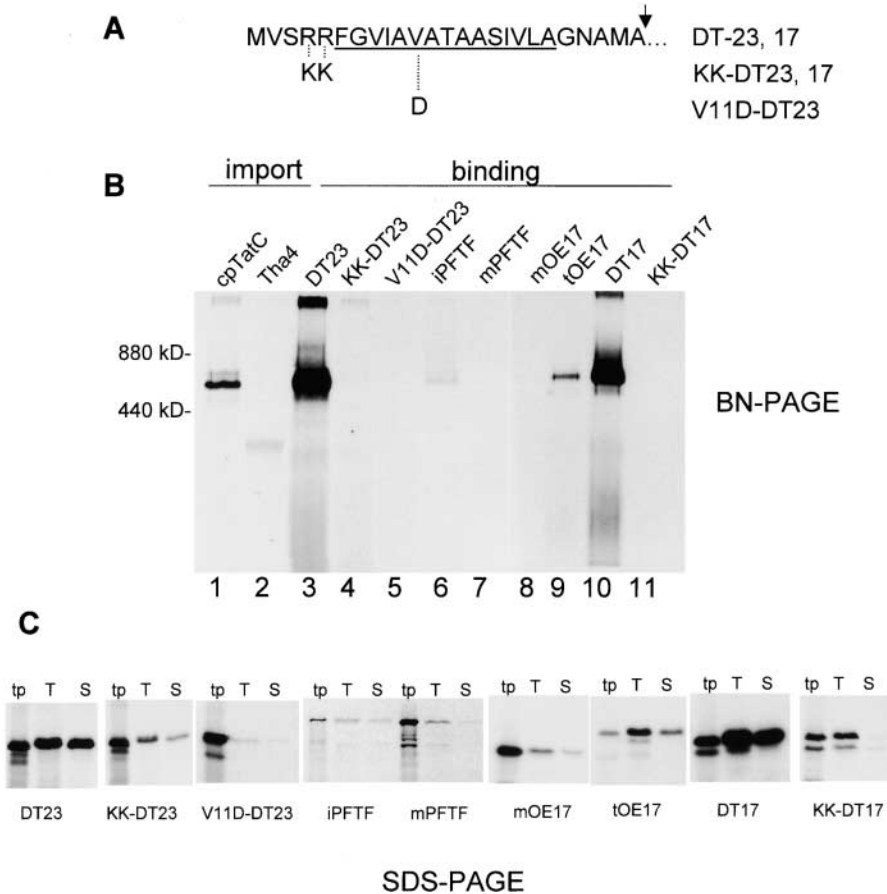 A
MVSRRFGVIAVATAASIVLAGNAMA... DT-23, 17
KK KK-DT23, 17
D V11D-DT23
B
import binding
cpTatC Tha4 DT23 KK-DT23 V11D-DT23 iPFTF mPFTF mOE17 tOE17 DT17 KK-DT17
880 kD-
440 kD-
BN-PAGE
1 2 3 4 5 6 7 8 9 10 11
C
tp T S tp T S tp T S tp T S tp T S tp T S tp T S tp T S tp T S
DT23 KK-DT23 V11D-DT23 iPFTF mPFTF mOE17 tOE17 DT17 KK-DT17
SDS-PAGE